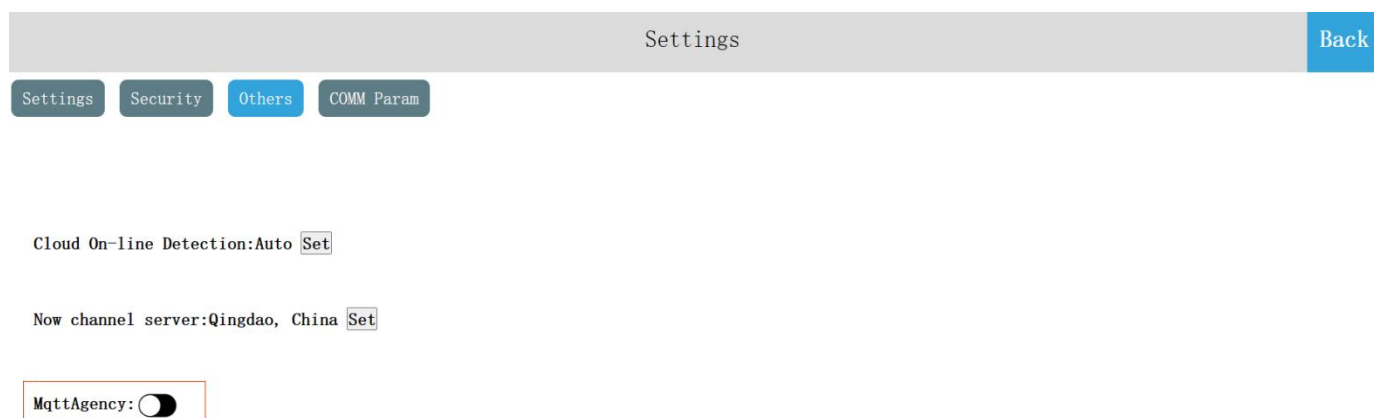 Settings
Back
Settings Security Others COMM Param
Cloud On-line Detection:Auto Set
Now channel server:Qingdao, China Set
MqttAgency: